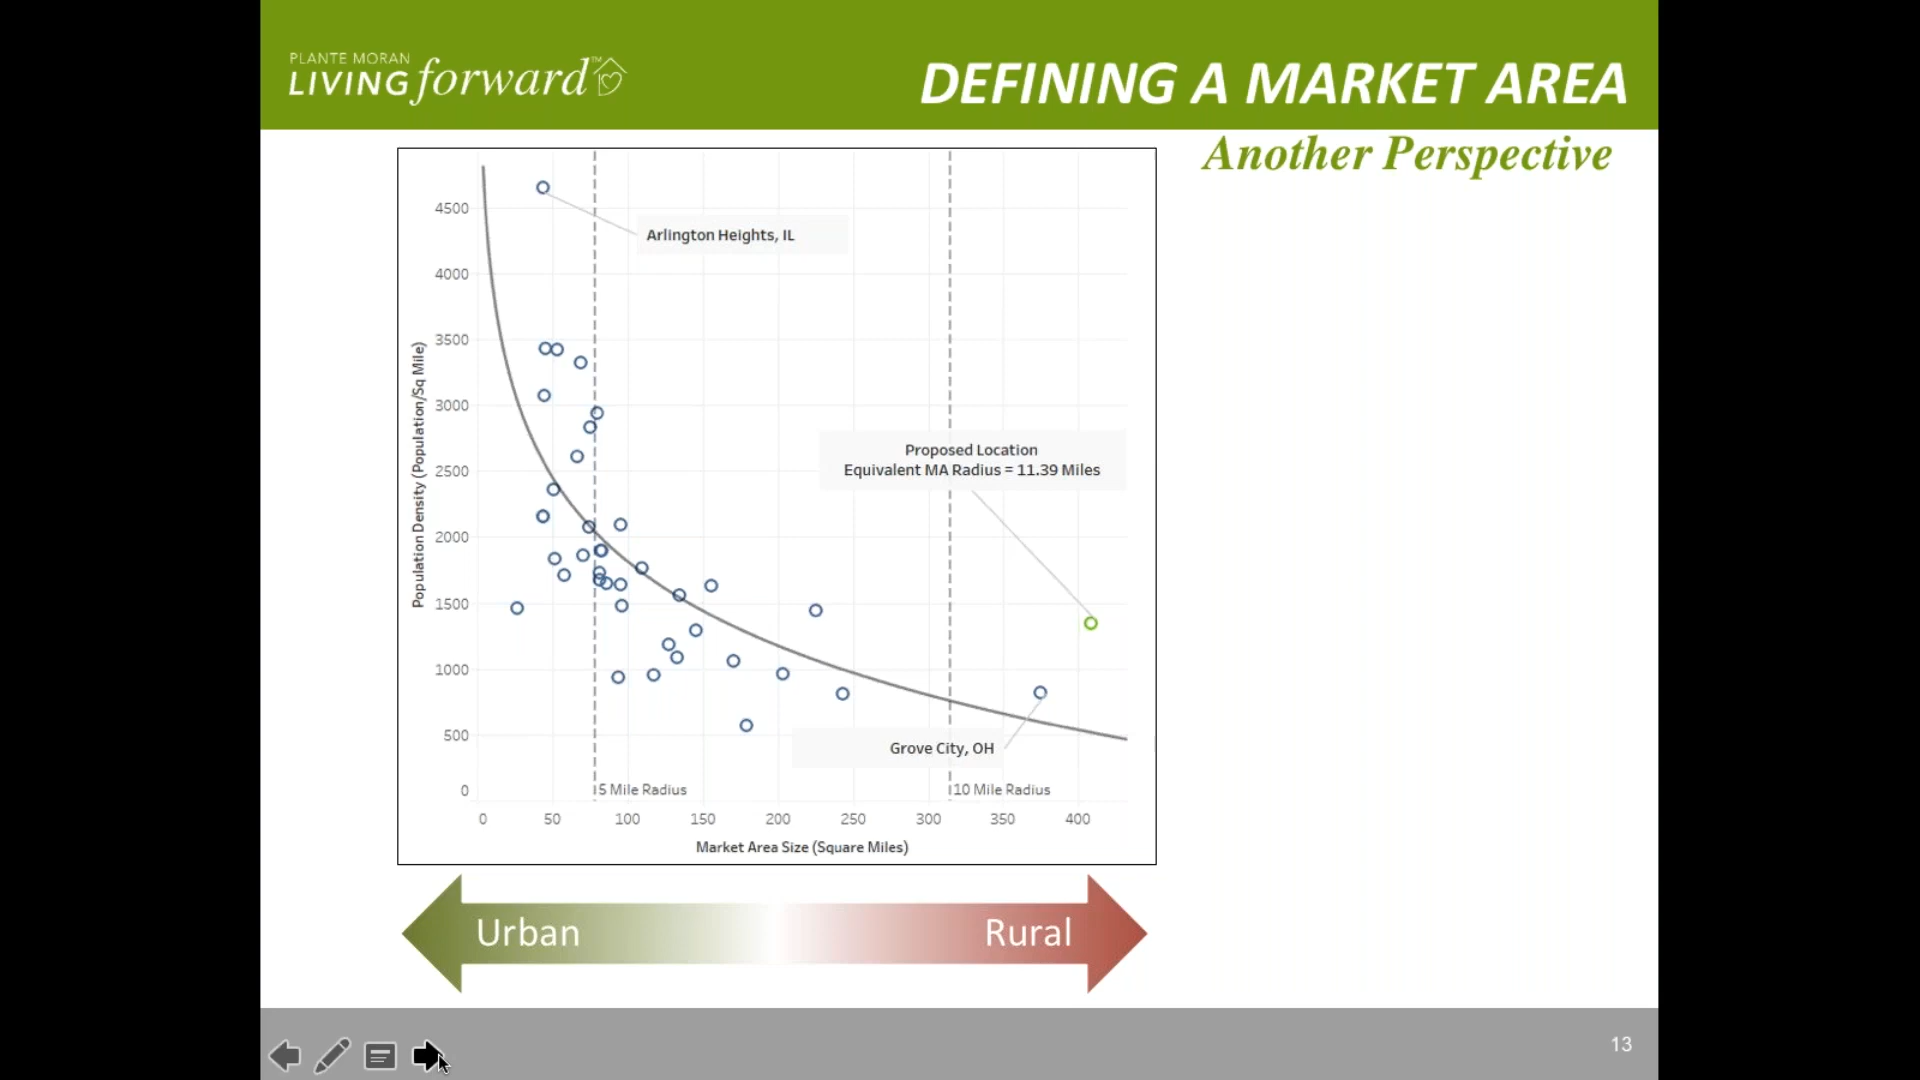 PLANTE MORAN
LIVING forward™
DEFINING A MARKET AREA
Another Perspective
4500
4000
3500
3000
2500
2000
1500
1000
500
0
Population Density (Population/Sq Mile)
Arlington Heights, IL
Proposed Location
Equivalent MA Radius = 11.39 Miles
Grove City, OH
5 Mile Radius
10 Mile Radius
0 50 100 150 200 250 300 350 400
Market Area Size (Square Miles)
Urban
Rural
13